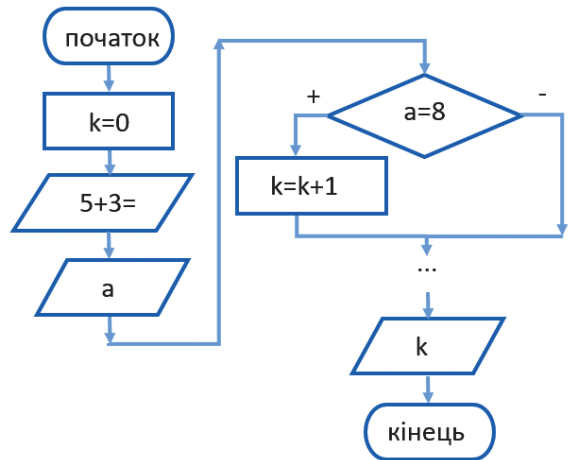 початок
k=0
5+3=
a
a=8
+
-
k=k+1
...
k
кінець